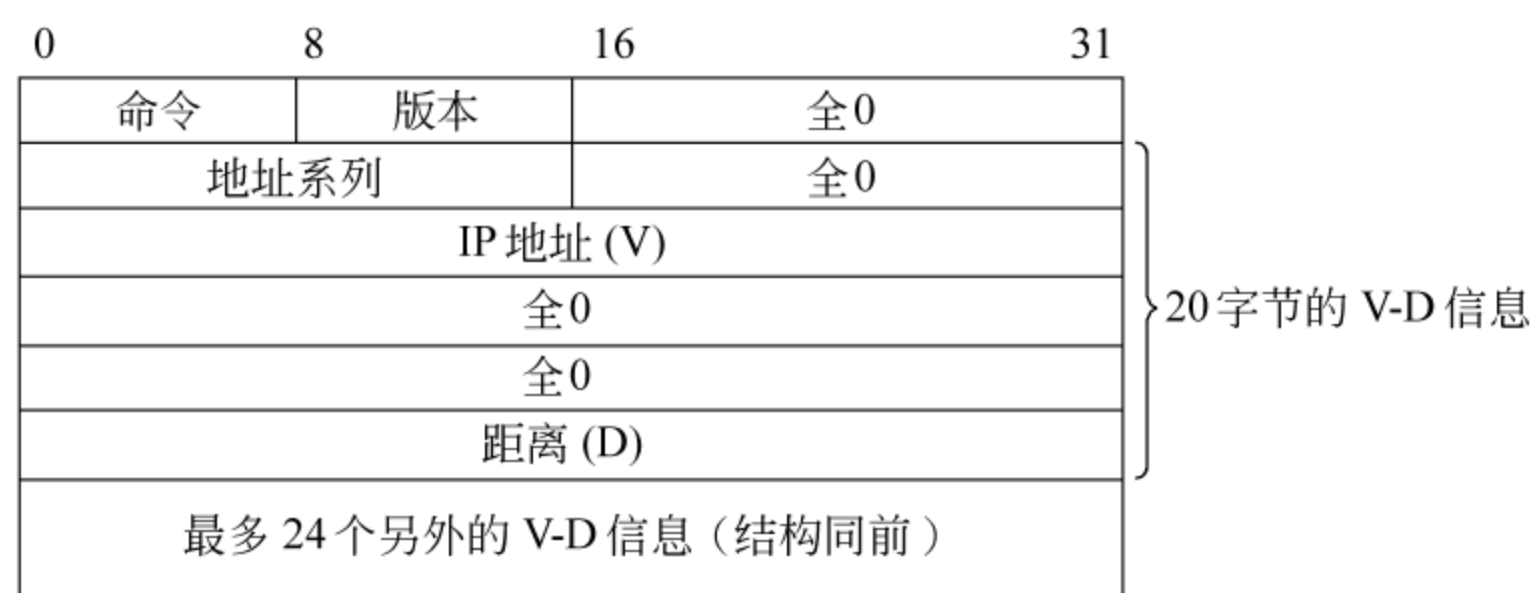 0 8 16 31
命令 版本 全0
地址系列 全0
IP 地址 (V)
全0
20字节的 V-D 信息
全0
距离 (D)
最多 24个另外的 V-D 信息（结构同前）